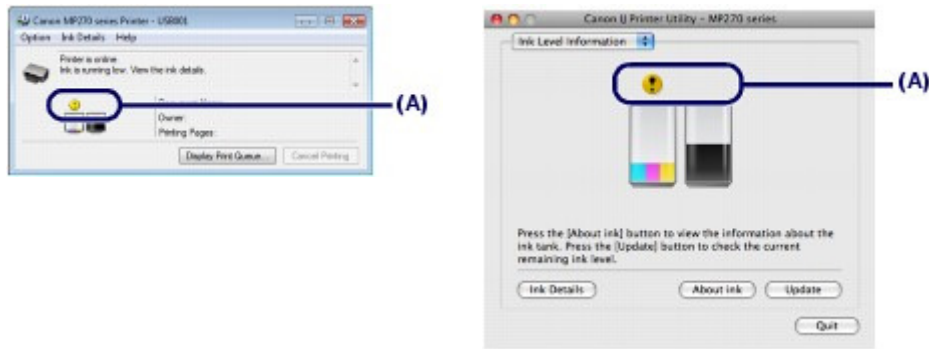 Canon MP270 series Printer - USB001
Option Ink Details Help
Printer is online
Ink is running low. View the ink details.
Document Name:
Owner:
Printing Pages:
Display Print Queue... Cancel Printing
(A)
Canon IJ Printer Utility – MP270 series
Ink Level Information
(A)
Press the [About ink] button to view the information about the
ink tank. Press the [Update] button to check the current
remaining ink level.
Ink Details About ink Update
Quit